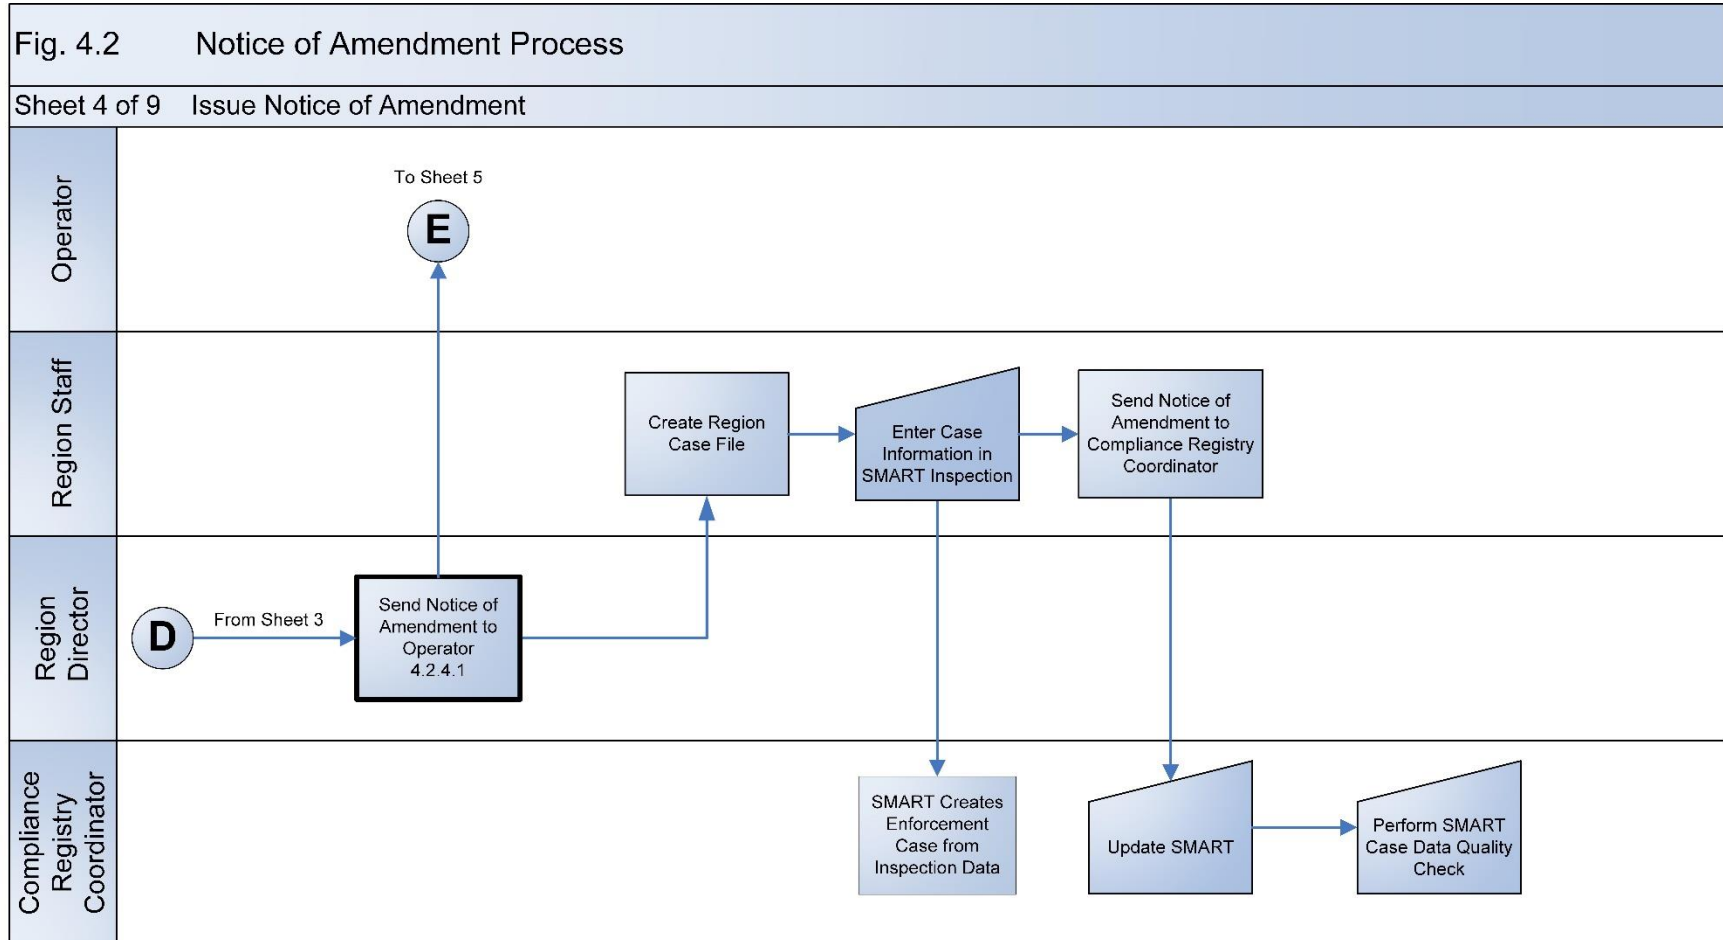 Fig. 4.2 Notice of Amendment Process
Sheet 4 of 9 Issue Notice of Amendment
Operator
To Sheet 5
E
Region Staff
Create Region
Case File
Enter Case
Information in
SMART Inspection
Send Notice of
Amendment to
Compliance Registry
Coordinator
Region
Director
D
From Sheet 3
Send Notice of
Amendment to
Operator
4.2.4.1
Compliance
Registry
Coordinator
SMART Creates
Enforcement
Case from
Inspection Data
Update SMART
Perform SMART
Case Data Quality
Check